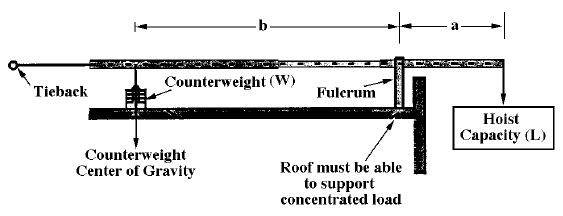 b
a
Tieback
Counterweight (W)
Fulcrum
Hoist
Capacity (L)
Counterweight
Center of Gravity
Roof must be able
to support
concentrated load